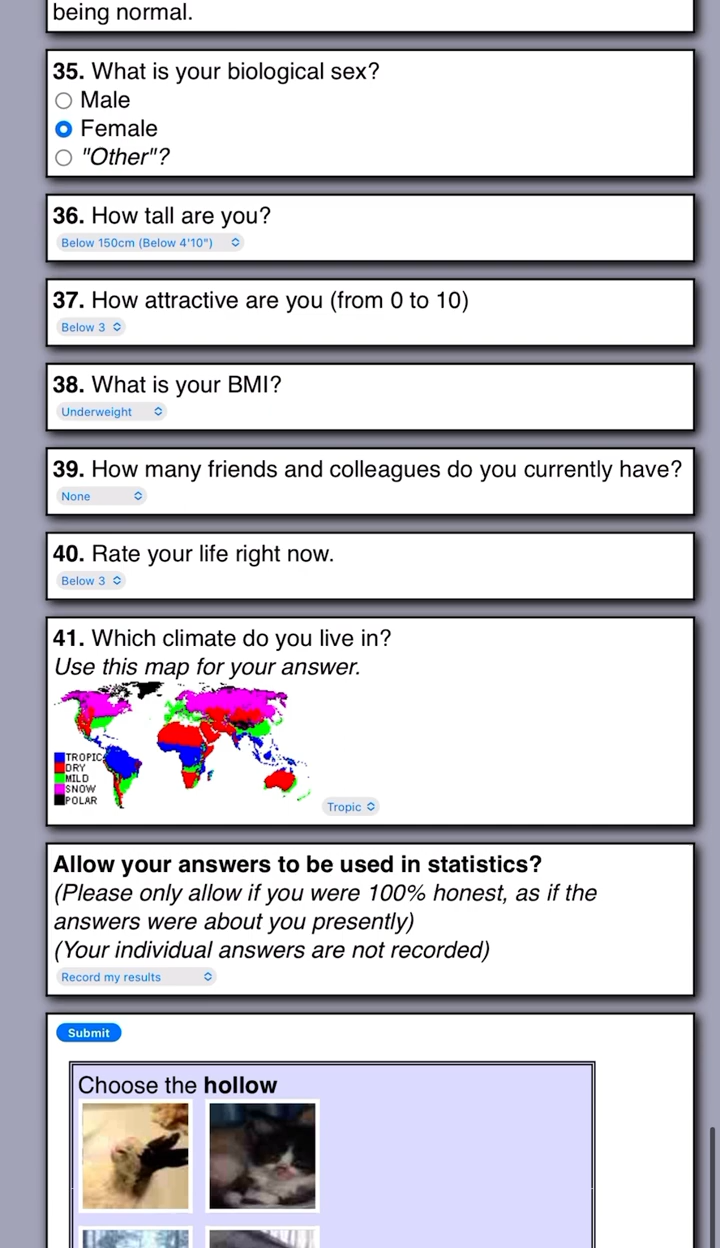 being normal.
35. What is your biological sex?
Male
Female
"Other"?
36. How tall are you?
Below 150cm (Below 4'10")
37. How attractive are you (from 0 to 10)
Below 3
38. What is your BMI?
Underweight
39. How many friends and colleagues do you currently have?
None
40. Rate your life right now.
Below 3
41. Which climate do you live in?
Use this map for your answer.
TROPIC
DRY
MILD
SNOW
POLAR
Tropic
Allow your answers to be used in statistics?
(Please only allow if you were 100% honest, as if the
answers were about you presently)
(Your individual answers are not recorded)
Record my results
Submit
Choose the hollow